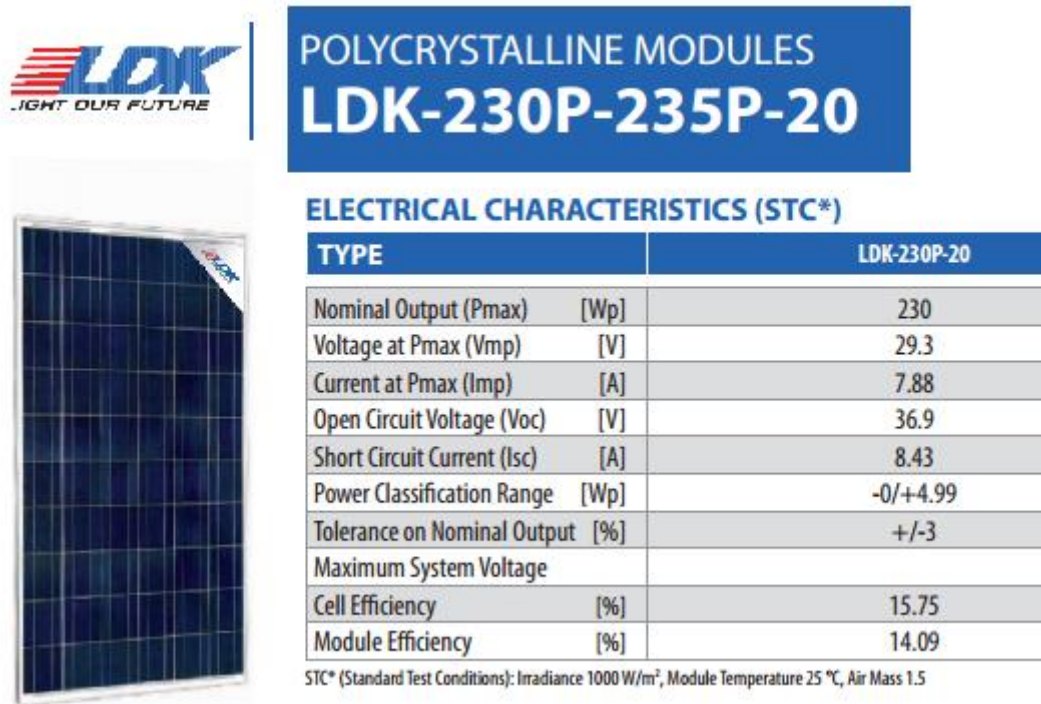 LDK
LIGHT OUR FUTURE
POLYCRYSTALLINE MODULES
LDK-230P-235P-20
LDK
ELECTRICAL CHARACTERISTICS (STC*)
TYPE LDK-230P-20
Nominal Output (Pmax) [Wp] 230
Voltage at Pmax (Vmp) [V] 29.3
Current at Pmax (Imp) [A] 7.88
Open Circuit Voltage (Voc) [V] 36.9
Short Circuit Current (Isc) [A] 8.43
Power Classification Range [Wp] -0/+4.99
Tolerance on Nominal Output [%] +/-3
Maximum System Voltage
Cell Efficiency [%] 15.75
Module Efficiency [%] 14.09
STC* (Standard Test Conditions): Irradiance 1000 W/m², Module Temperature 25 °C, Air Mass 1.5